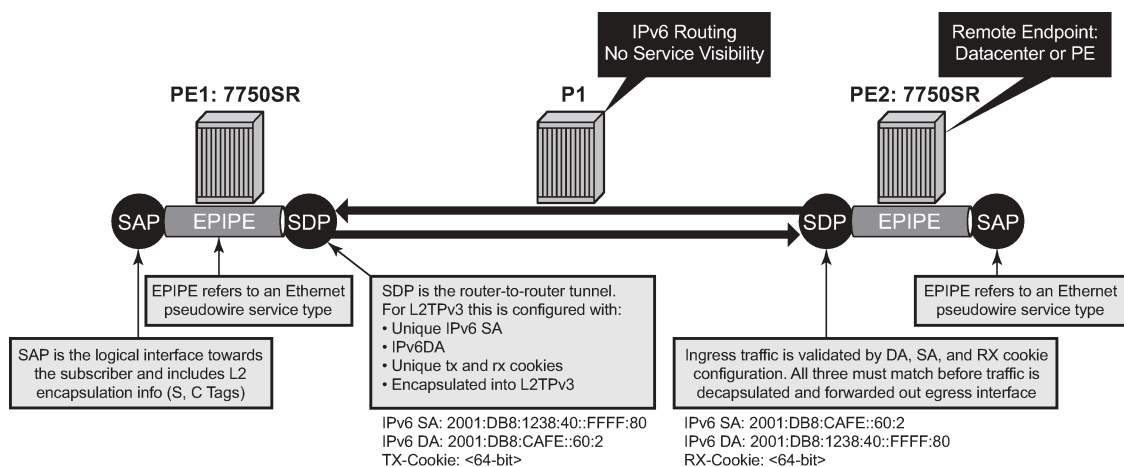 IPv6 Routing
No Service Visibility
Remote Endpoint:
Datacenter or PE
PE1: 7750SR
P1
PE2: 7750SR
SAP
EPIPE
SDP
SDP
EPIPE
SAP
EPIPE refers to an Ethernet
pseudowire service type
SAP is the logical interface towards
the subscriber and includes L2
encapsulation info (S, C Tags)
SDP is the router-to-router tunnel.
For L2TPv3 this is configured with:
• Unique IPv6 SA
• IPv6DA
• Unique tx and rx cookies
• Encapsulated into L2TPv3
IPv6 SA: 2001:DB8:1238:40::FFFF:80
IPv6 DA: 2001:DB8:CAFE::60:2
TX-Cookie: <64-bit>
EPIPE refers to an Ethernet
pseudowire service type
Ingress traffic is validated by DA, SA, and RX cookie
configuration. All three must match before traffic is
decapsulated and forwarded out egress interface
IPv6 SA: 2001:DB8:CAFE::60:2
IPv6 DA: 2001:DB8:1238:40::FFFF:80
RX-Cookie: <64-bit>